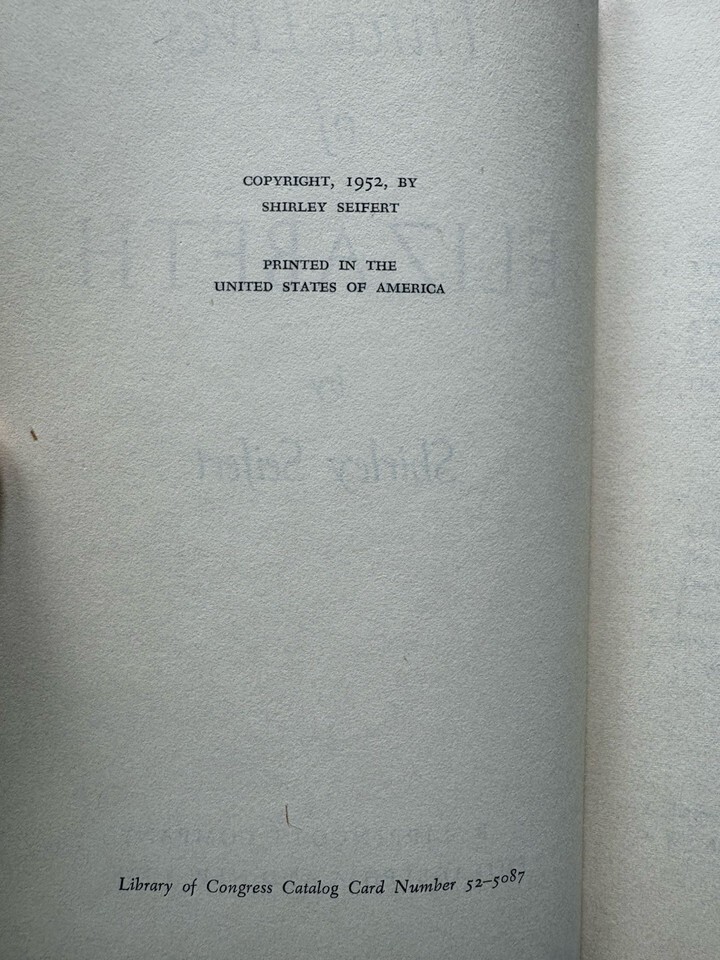 COPYRIGHT, 1952, BY
SHIRLEY SEIFERT
PRINTED IN THE
UNITED STATES OF AMERICA
Library of Congress Catalog Card Number 52-5087